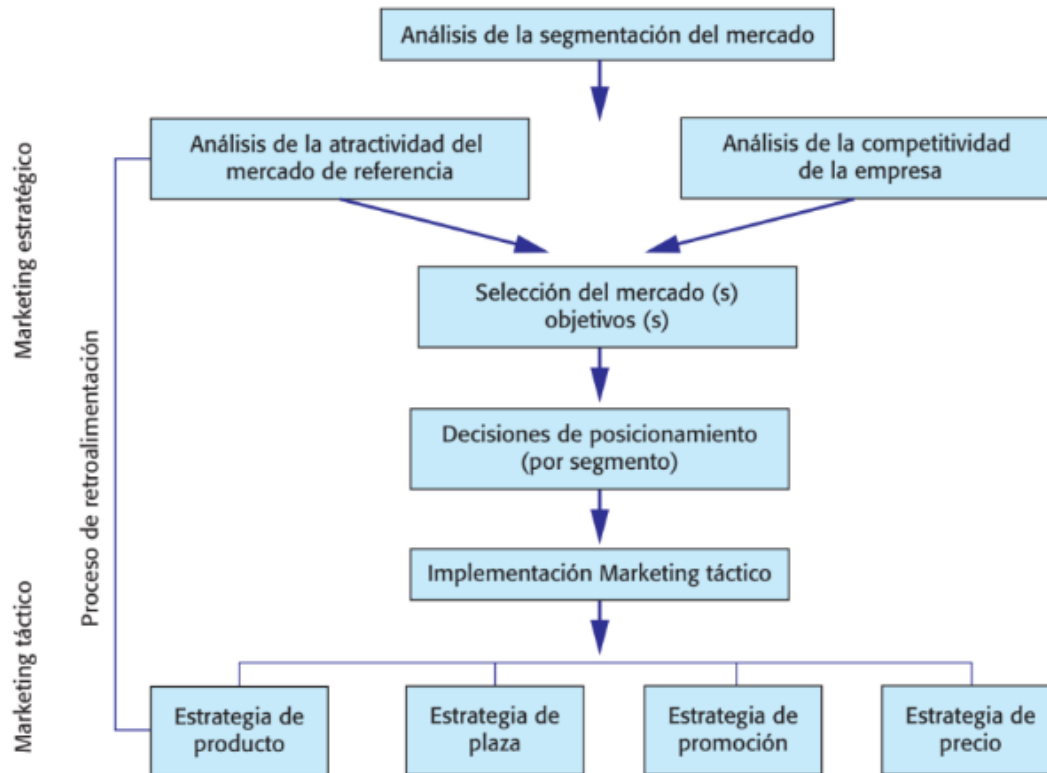 Análisis de la segmentación del mercado
Análisis de la atractividad del
mercado de referencia
Análisis de la competitividad
de la empresa
Marketing estratégico
Proceso de retroalimentación
Selección del mercado (s)
objetivos (s)
Decisiones de posicionamiento
(por segmento)
Implementación Marketing táctico
Marketing táctico
Estrategia de
producto
Estrategia de
plaza
Estrategia de
promoción
Estrategia de
precio